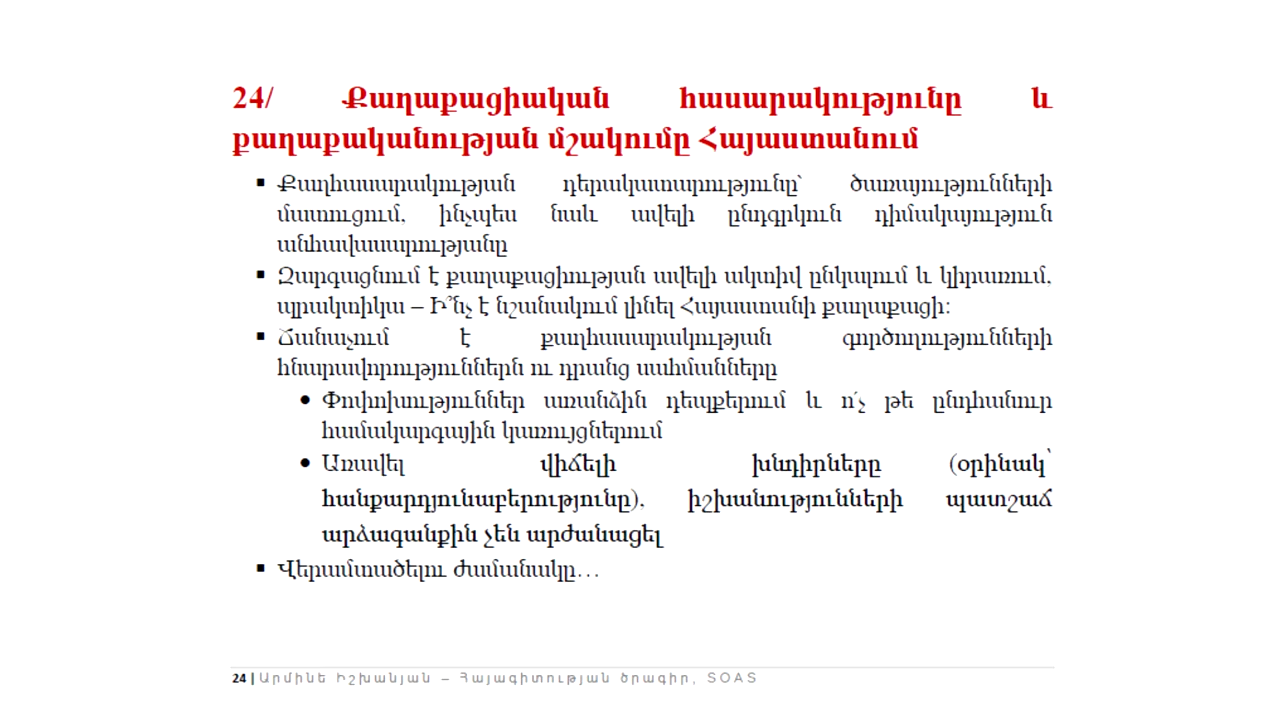 24/ Քաղաքացիական հասարակությունը և
քաղաքականության մշակումը Հայաստանում
▪ Քաղհասարակության դերակատարությունը՝ ծառայությունների
մատուցում, ինչպես նաև ավելի ընդգրկուն դիմակայություն
անհավասարությանը
▪ Զարգացնում է քաղաքացիության ավելի ակտիվ ընկալում և կիրառում,
պրակտիկա – Ի՞նչ է նշանակում լինել Հայաստանի քաղաքացի:
▪ Ճանաչում է քաղհասարակության գործողությունների
հնարավորություններն ու դրանց սահմանները
• Փոփոխություններ առանձին դեպքերում և ո՛չ թե ընդհանուր
համակարգային կառույցներում
• Առավել վիճելի խնդիրները (օրինակ՝
հանքարդյունաբերությունը), իշխանությունների պատշաճ
արձագանքին չեն արժանացել
▪ Վերամտածելու ժամանակը…
24 | Արմինե Իշխանյան – Հայագիտության ծրագիր, SOAS